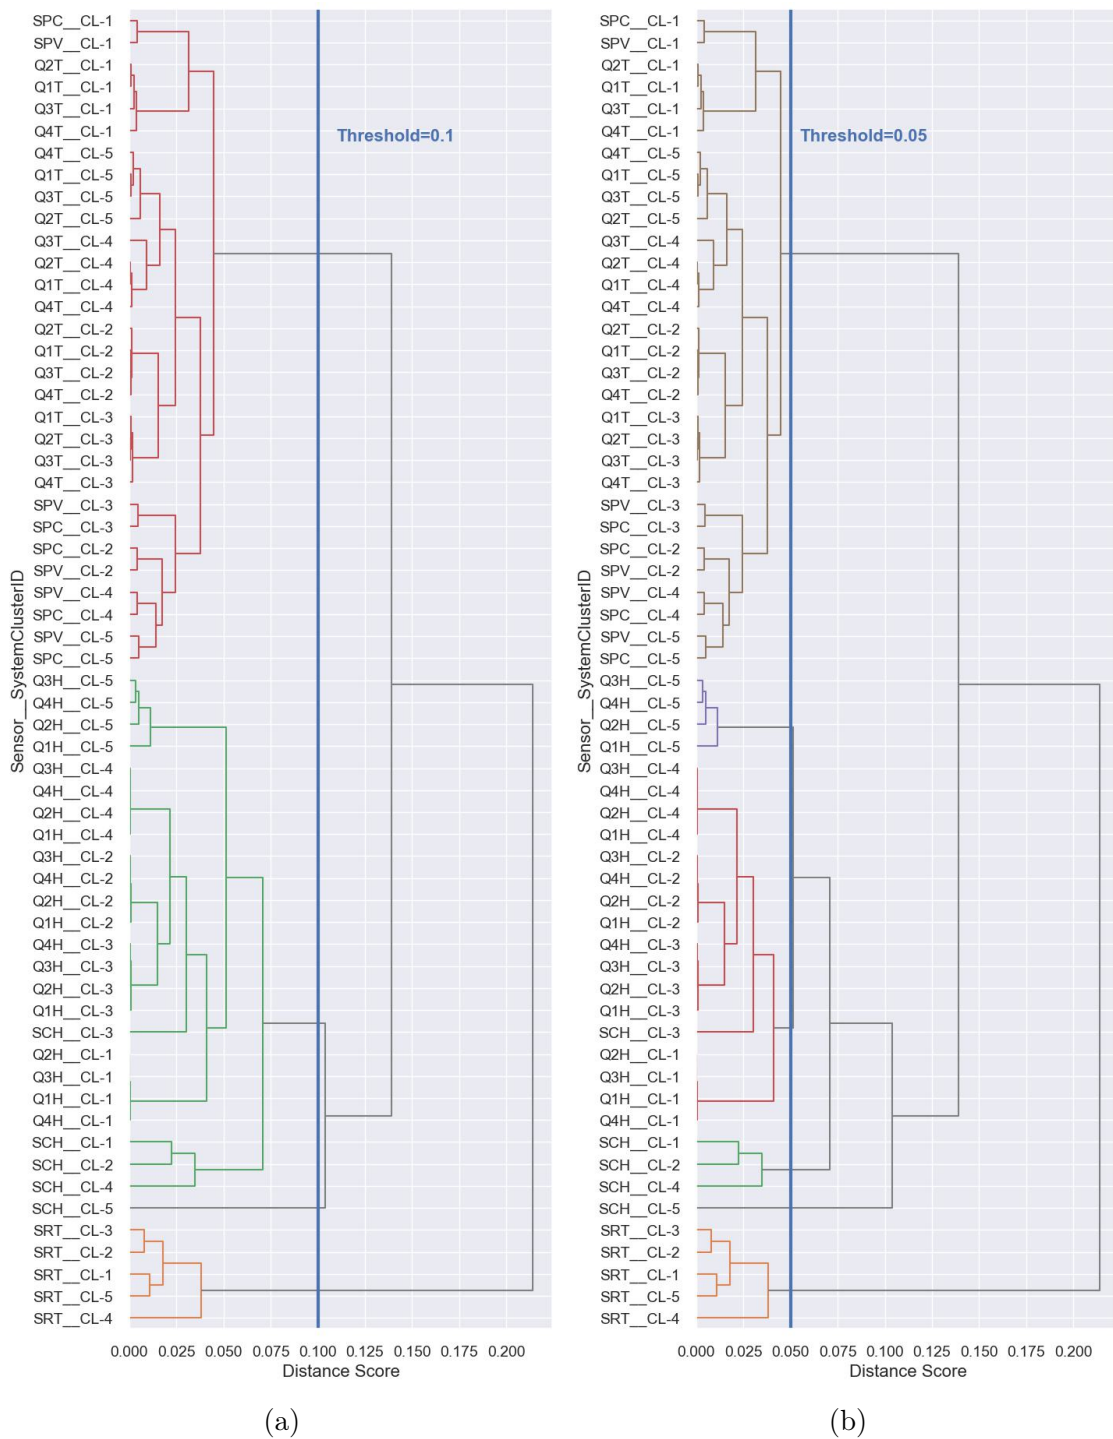 SPC__CL-1
SPV__CL-1
Q2T__CL-1
Q1T__CL-1
Q3T__CL-1
Q4T__CL-1
Q4T__CL-5
Q1T__CL-5
Q3T__CL-5
Q2T__CL-5
Q3T__CL-4
Q2T__CL-4
Q1T__CL-4
Q4T__CL-4
Q2T__CL-2
Q1T__CL-2
Q3T__CL-2
Q4T__CL-2
Q1T__CL-3
Q2T__CL-3
Q3T__CL-3
Q4T__CL-3
SPV__CL-3
SPC__CL-3
SPC__CL-2
SPV__CL-2
SPV__CL-4
SPC__CL-4
SPV__CL-5
SPC__CL-5
Q3H__CL-5
Q4H__CL-5
Q2H__CL-5
Q1H__CL-5
Q3H__CL-4
Q4H__CL-4
Q2H__CL-4
Q1H__CL-4
Q3H__CL-2
Q4H__CL-2
Q2H__CL-2
Q1H__CL-2
Q4H__CL-3
Q3H__CL-3
Q2H__CL-3
Q1H__CL-3
SCH__CL-3
Q2H__CL-1
Q3H__CL-1
Q1H__CL-1
Q4H__CL-1
SCH__CL-1
SCH__CL-2
SCH__CL-4
SCH__CL-5
SRT__CL-3
SRT__CL-2
SRT__CL-1
SRT__CL-5
SRT__CL-4
Sensor__SystemClusterID
Threshold=0.1
0.000 0.025 0.050 0.075 0.100 0.125 0.150 0.175 0.200
Distance Score
(a)
SPC__CL-1
SPV__CL-1
Q2T__CL-1
Q1T__CL-1
Q3T__CL-1
Q4T__CL-1
Q4T__CL-5
Q1T__CL-5
Q3T__CL-5
Q2T__CL-5
Q3T__CL-4
Q2T__CL-4
Q1T__CL-4
Q4T__CL-4
Q2T__CL-2
Q1T__CL-2
Q3T__CL-2
Q4T__CL-2
Q1T__CL-3
Q2T__CL-3
Q3T__CL-3
Q4T__CL-3
SPV__CL-3
SPC__CL-3
SPC__CL-2
SPV__CL-2
SPV__CL-4
SPC__CL-4
SPV__CL-5
SPC__CL-5
Q3H__CL-5
Q4H__CL-5
Q2H__CL-5
Q1H__CL-5
Q3H__CL-4
Q4H__CL-4
Q2H__CL-4
Q1H__CL-4
Q3H__CL-2
Q4H__CL-2
Q2H__CL-2
Q1H__CL-2
Q4H__CL-3
Q3H__CL-3
Q2H__CL-3
Q1H__CL-3
SCH__CL-3
Q2H__CL-1
Q3H__CL-1
Q1H__CL-1
Q4H__CL-1
SCH__CL-1
SCH__CL-2
SCH__CL-4
SCH__CL-5
SRT__CL-3
SRT__CL-2
SRT__CL-1
SRT__CL-5
SRT__CL-4
Sensor__SystemClusterID
Threshold=0.05
0.000 0.025 0.050 0.075 0.100 0.125 0.150 0.175 0.200
Distance Score
(b)